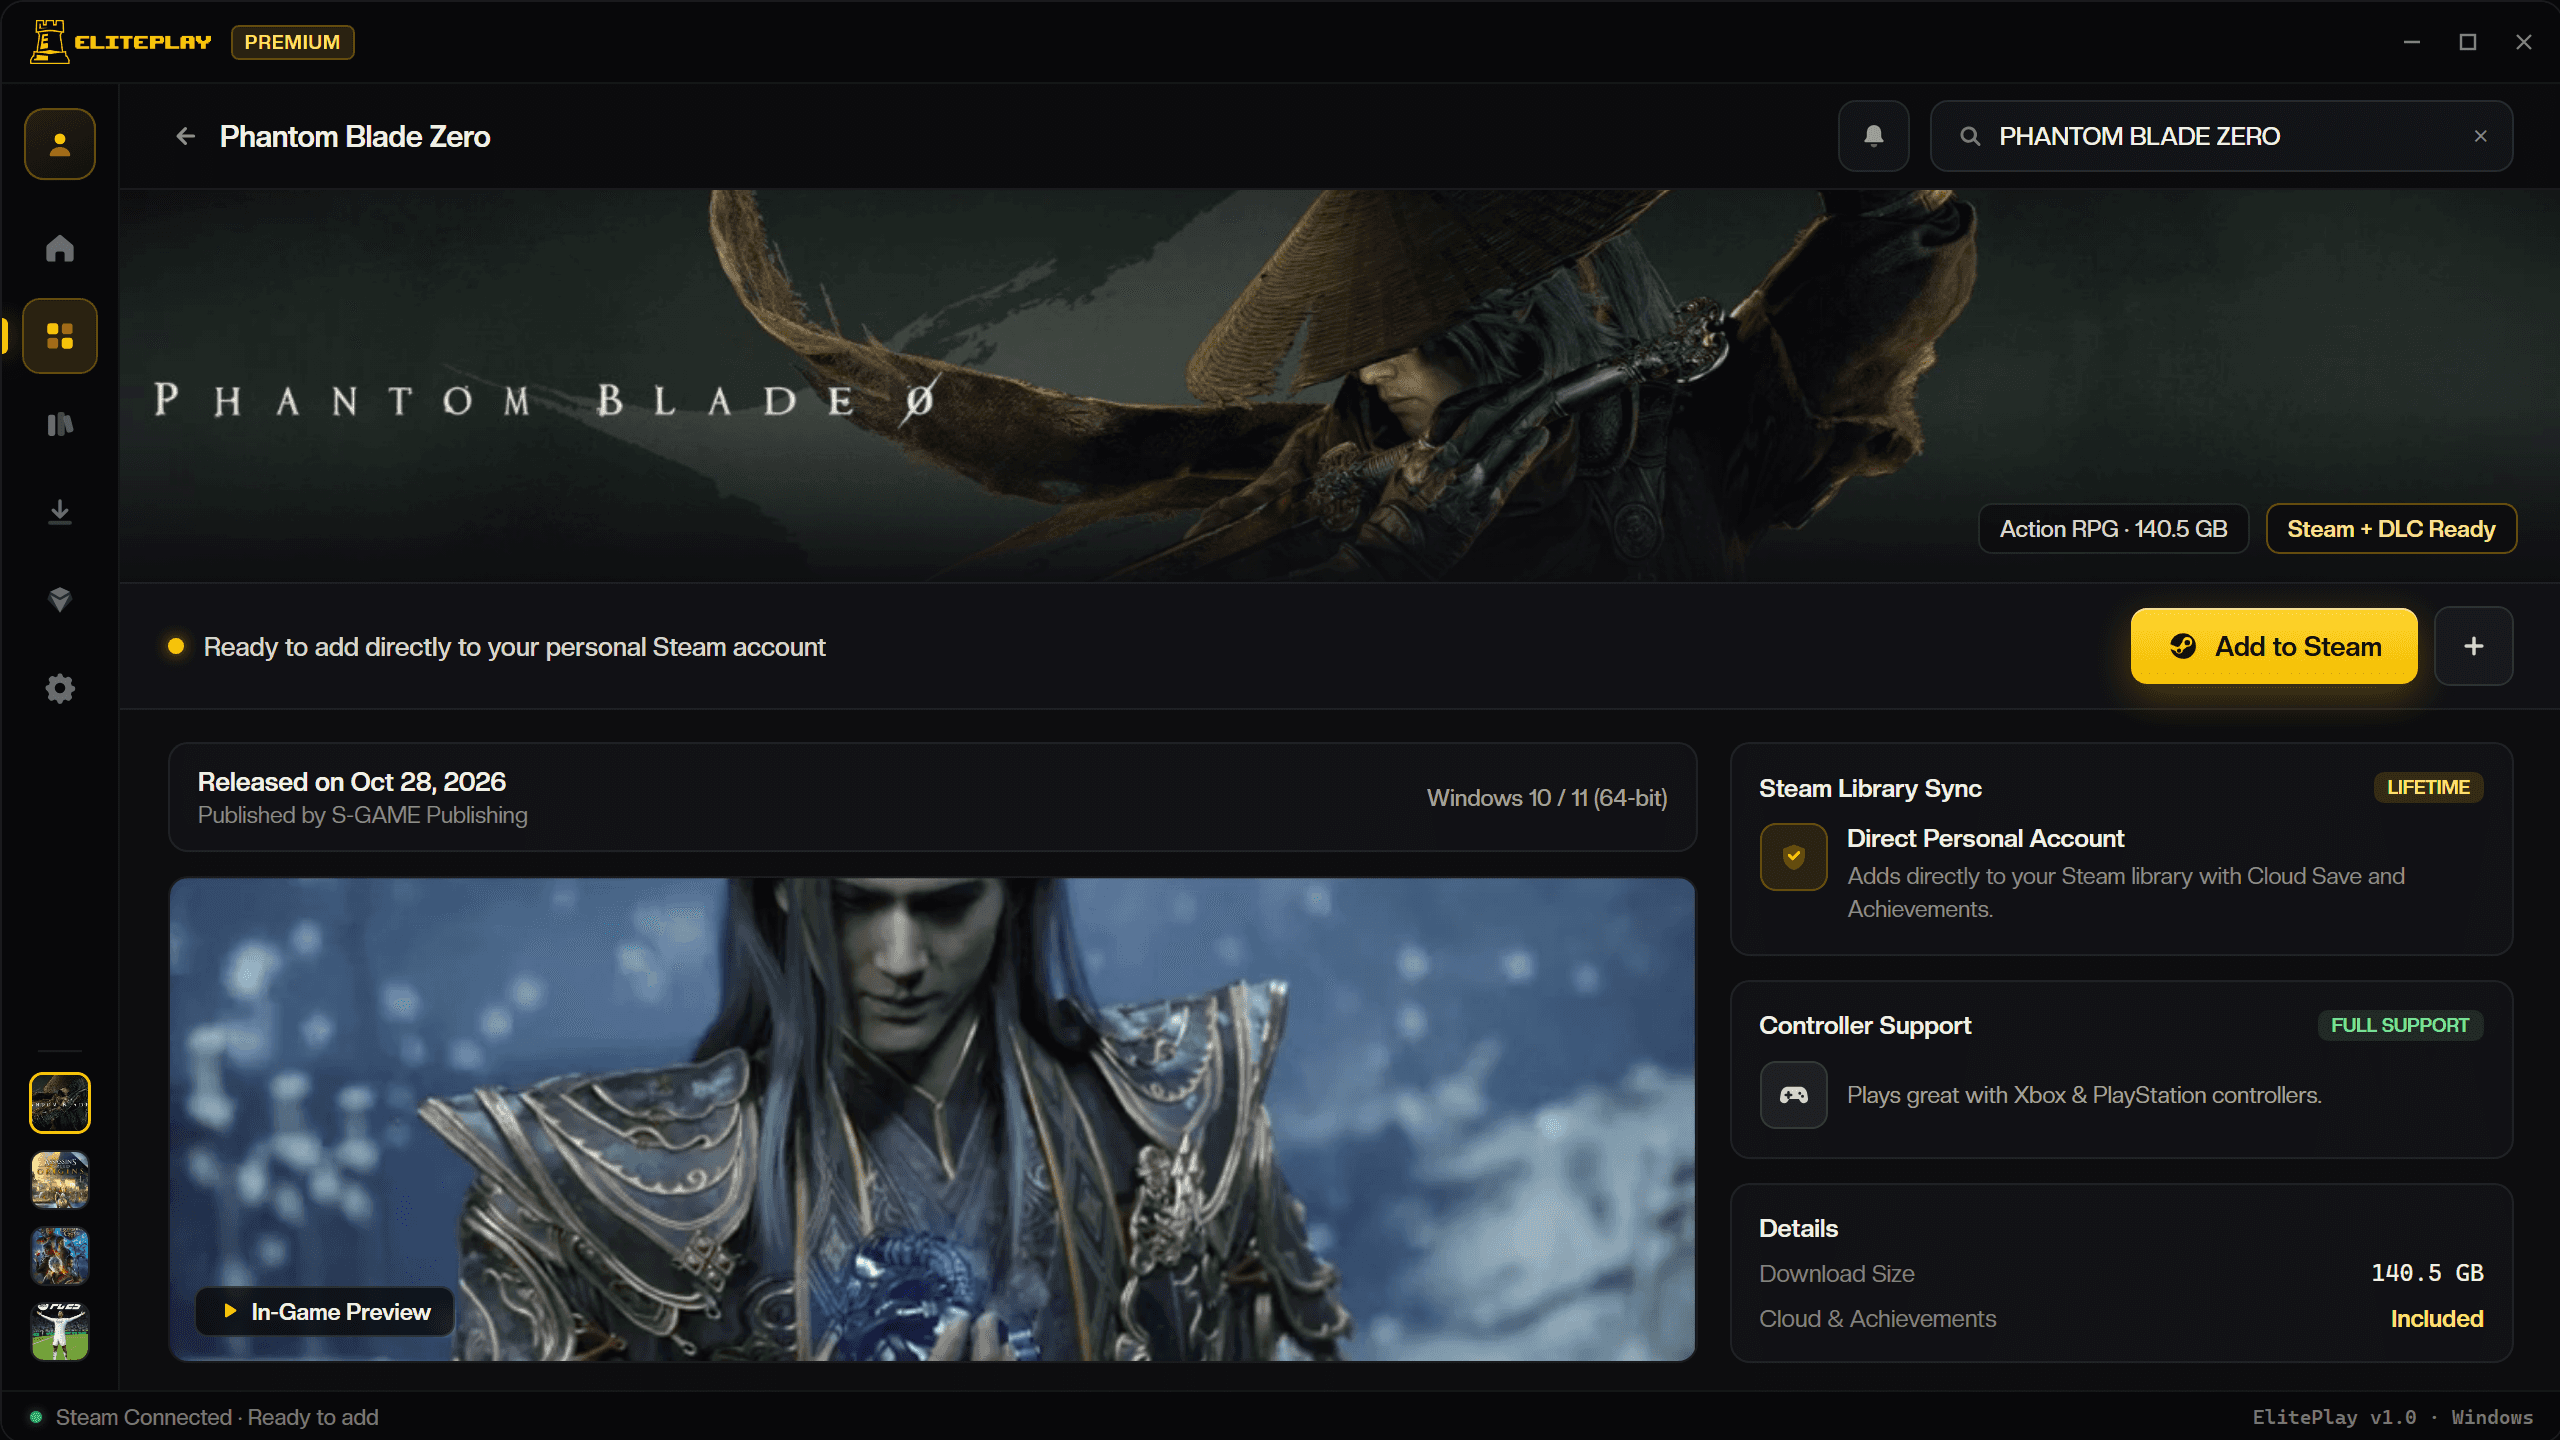 ELITEPLAY PREMIUM
Phantom Blade Zero
PHANTOM BLADE ZERO
PHANTOM BLADE 0
Action RPG · 140.5 GB
Steam + DLC Ready
Ready to add directly to your personal Steam account
Add to Steam
Released on Oct 28, 2026
Published by S-GAME Publishing
Windows 10 / 11 (64-bit)
In-Game Preview
Steam Library Sync
LIFETIME
Direct Personal Account
Adds directly to your Steam library with Cloud Save and
Achievements.
Controller Support
FULL SUPPORT
Plays great with Xbox & PlayStation controllers.
Details
Download Size
140.5 GB
Cloud & Achievements
Included
ORIGINS
Steam Connected · Ready to add
ElitePlay v1.0 · Windows